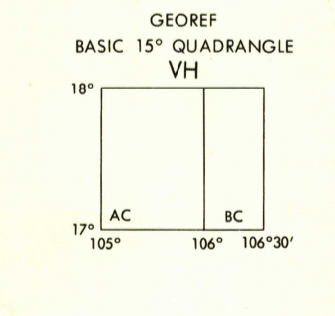 GEOREF
BASIC 15° QUADRANGLE
VH
18°
AC
BC
17°
105°
106°
106°30′